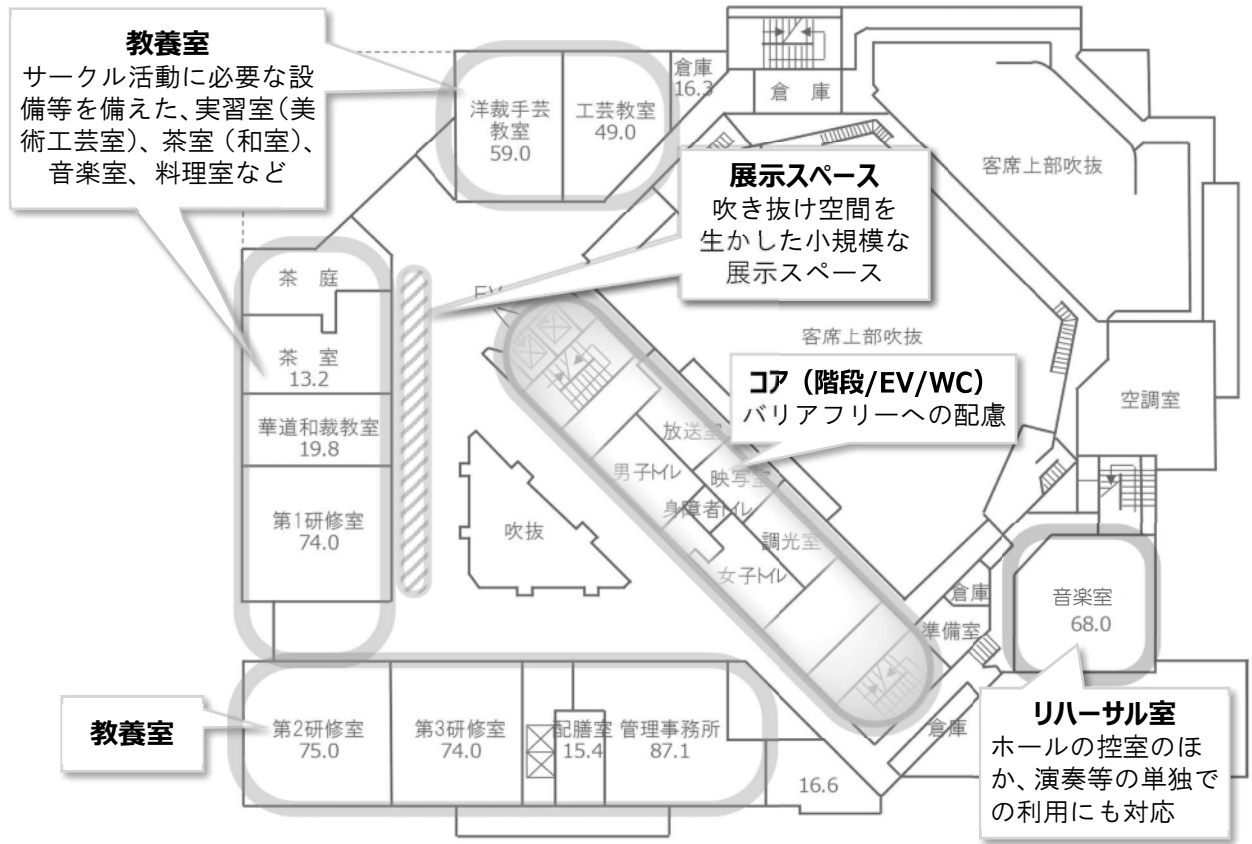 教養室
サークル活動に必要な設
備等を備えた、実習室（美
術工芸室）、茶室（和室）、
音楽室、料理室など
洋裁手芸
教室
59.0
工芸教室
49.0
倉庫
16.3
倉　庫
客席上部吹抜
展示スペース
吹き抜け空間を
生かした小規模な
展示スペース
茶　庭
EV
客席上部吹抜
茶　室
13.2
コア（階段/EV/WC）
バリアフリーへの配慮
空調室
華道和裁教室
19.8
放送室
男子トイレ
映写室
身障者トイレ
第1研修室
74.0
吹抜
調光室
女子トイレ
倉庫
準備室
音楽室
68.0
教養室
第2研修室
75.0
第3研修室
74.0
配膳室
15.4
管理事務所
87.1
16.6
倉庫
リハーサル室
ホールの控室のほ
か、演奏等の単独で
の利用にも対応